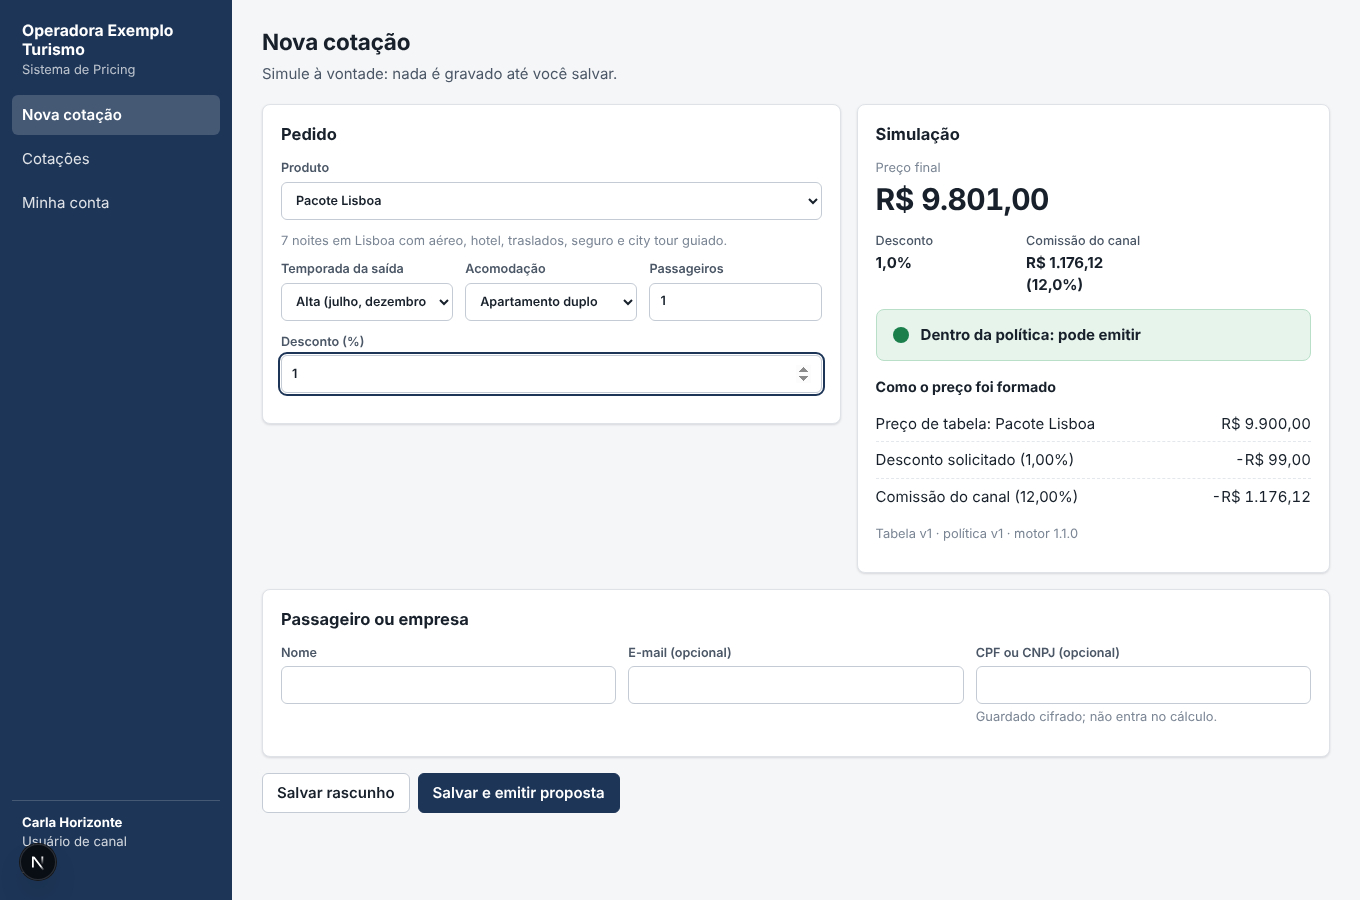 Operadora Exemplo
Turismo
Sistema de Pricing
Nova cotação
Cotações
Minha conta
Carla Horizonte
Usuário de canal
N
Nova cotação
Simule à vontade: nada é gravado até você salvar.
Pedido
Produto
Pacote Lisboa
7 noites em Lisboa com aéreo, hotel, traslados, seguro e city tour guiado.
Temporada da saída
Acomodação
Passageiros
Alta (julho, dezembro
Apartamento duplo
1
Desconto (%)
1
Simulação
Preço final
R$ 9.801,00
Desconto
Comissão do canal
1,0%
R$ 1.176,12
(12,0%)
Dentro da política: pode emitir
Como o preço foi formado
Preço de tabela: Pacote Lisboa R$ 9.900,00
Desconto solicitado (1,00%) -R$ 99,00
Comissão do canal (12,00%) -R$ 1.176,12
Tabela v1 · política v1 · motor 1.1.0
Passageiro ou empresa
Nome
E-mail (opcional)
CPF ou CNPJ (opcional)
Guardado cifrado; não entra no cálculo.
Salvar rascunho
Salvar e emitir proposta